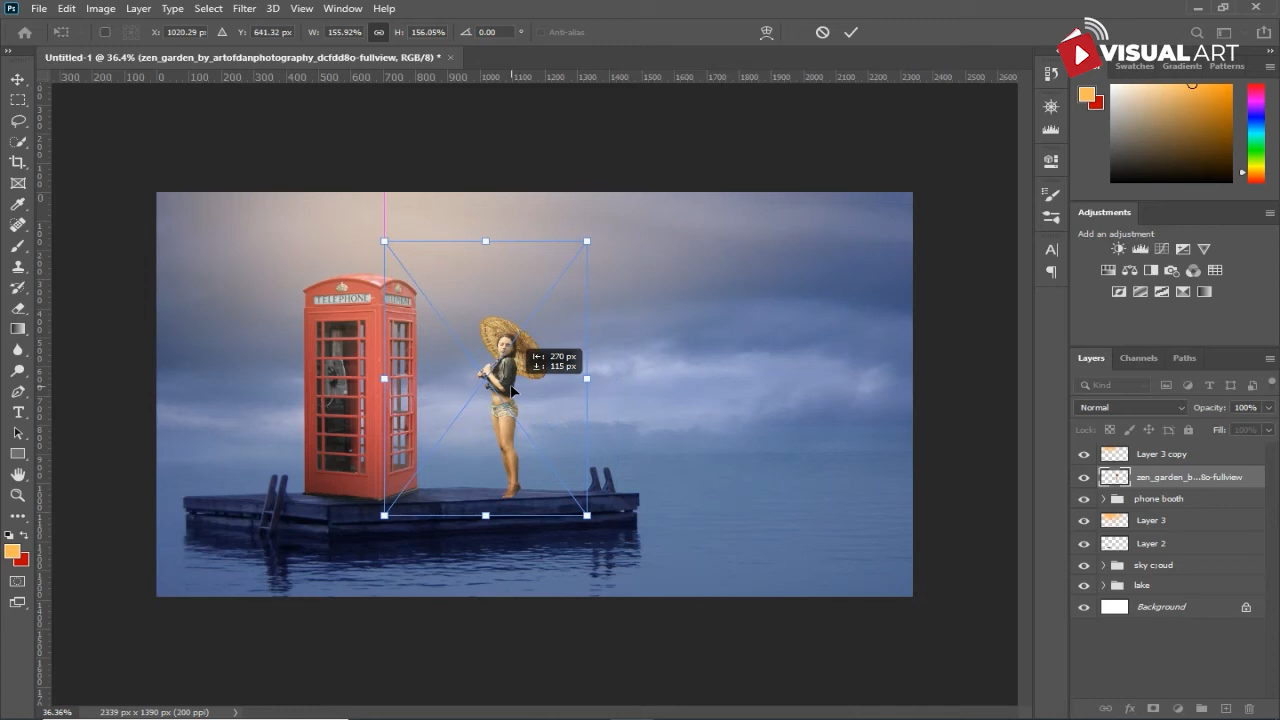 Ps File Edit Image Layer Type Select Filter 3D View Window Help
X: 1020.29 px Y: 641.32 px W: 155.92% H: 156.05% 0.00 ° Anti-alias
VISUAL ART
Untitled-1 @ 36.4% (zen_garden_by_artofdanphotography_dcfdd8o-fullview, RGB/8) * ×
Swatches Gradients Patterns
300 200 100 0 100 200 300 400 500 600 700 800 900 1000 1100 1200 1300 1400 1500 1600 1700 1800 1900 2000 2100 2200 2300 2400 2500 2600
Adjustments
Add an adjustment
TELEPHONE
270 px
115 px
Layers Channels Paths
Kind
Normal Opacity: 100%
Lock: Fill: 100%
Layer 3 copy
zen_garden_b...8o-fullview
phone booth
Layer 3
Layer 2
sky c;oud
lake
Background
36.36% 2339 px x 1390 px (200 ppi)